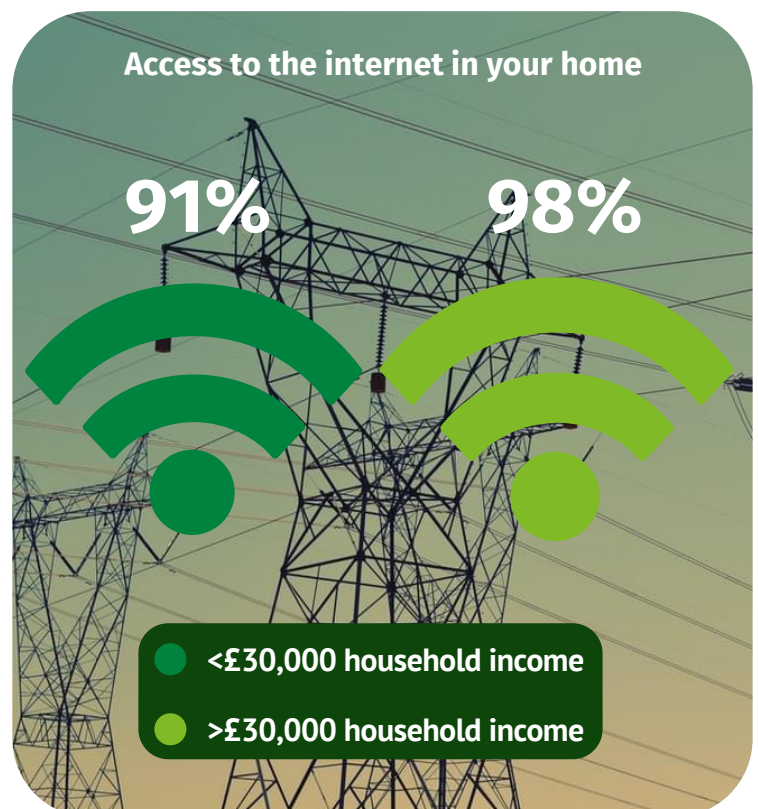 Access to the internet in your home
91%
98%
<£30,000 household income
>£30,000 household income